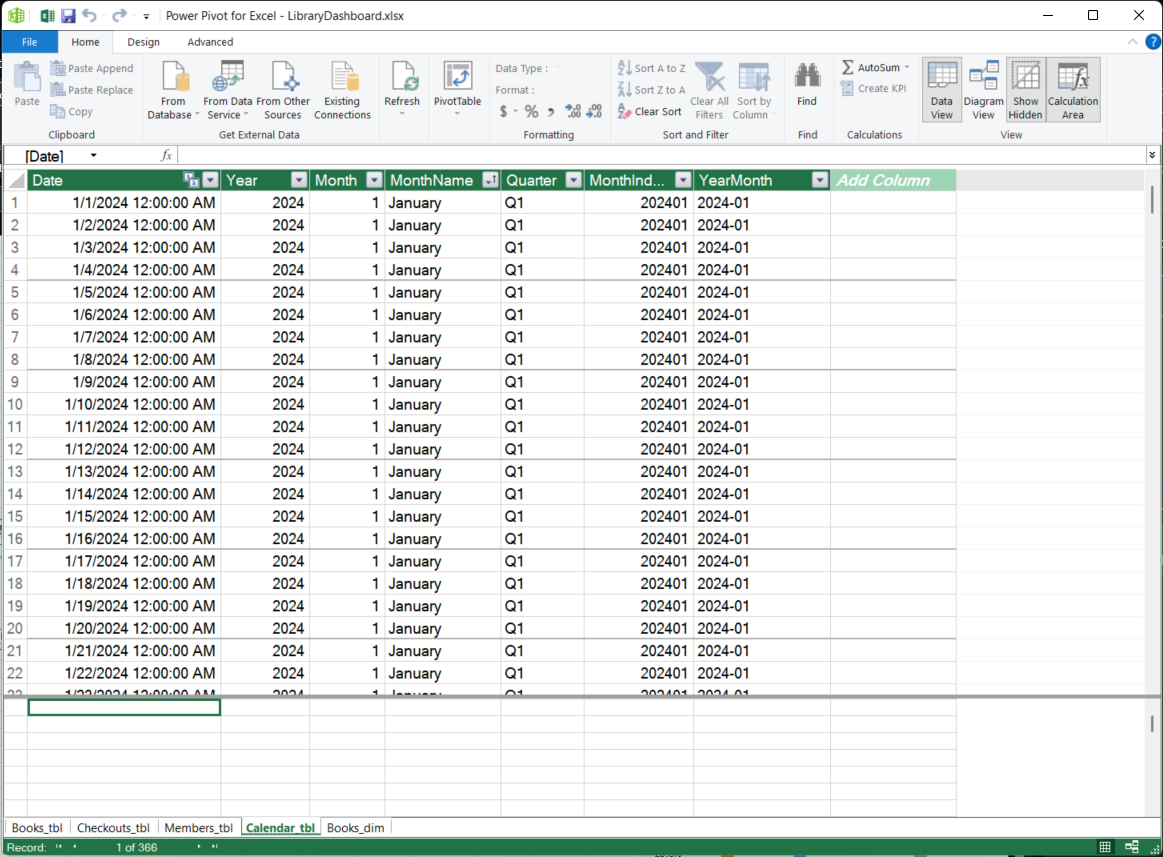 Power Pivot for Excel - LibraryDashboard.xlsx
File Home Design Advanced
Paste
Paste Append
Paste Replace
Copy
Clipboard
From Database
From Data Service
From Other Sources
Existing Connections
Get External Data
Refresh
PivotTable
Data Type :
Format :
$ % ,
Formatting
Sort A to Z
Sort Z to A
Clear Sort
Clear All Filters
Sort by Column
Sort and Filter
Find
Find
AutoSum
Create KPI
Calculations
Data View
Diagram View
Show Hidden
Calculation Area
View
[Date] fx
Date Year Month MonthName Quarter MonthInd... YearMonth Add Column
1 1/1/2024 12:00:00 AM 2024 1 January Q1 202401 2024-01
2 1/2/2024 12:00:00 AM 2024 1 January Q1 202401 2024-01
3 1/3/2024 12:00:00 AM 2024 1 January Q1 202401 2024-01
4 1/4/2024 12:00:00 AM 2024 1 January Q1 202401 2024-01
5 1/5/2024 12:00:00 AM 2024 1 January Q1 202401 2024-01
6 1/6/2024 12:00:00 AM 2024 1 January Q1 202401 2024-01
7 1/7/2024 12:00:00 AM 2024 1 January Q1 202401 2024-01
8 1/8/2024 12:00:00 AM 2024 1 January Q1 202401 2024-01
9 1/9/2024 12:00:00 AM 2024 1 January Q1 202401 2024-01
10 1/10/2024 12:00:00 AM 2024 1 January Q1 202401 2024-01
11 1/11/2024 12:00:00 AM 2024 1 January Q1 202401 2024-01
12 1/12/2024 12:00:00 AM 2024 1 January Q1 202401 2024-01
13 1/13/2024 12:00:00 AM 2024 1 January Q1 202401 2024-01
14 1/14/2024 12:00:00 AM 2024 1 January Q1 202401 2024-01
15 1/15/2024 12:00:00 AM 2024 1 January Q1 202401 2024-01
16 1/16/2024 12:00:00 AM 2024 1 January Q1 202401 2024-01
17 1/17/2024 12:00:00 AM 2024 1 January Q1 202401 2024-01
18 1/18/2024 12:00:00 AM 2024 1 January Q1 202401 2024-01
19 1/19/2024 12:00:00 AM 2024 1 January Q1 202401 2024-01
20 1/20/2024 12:00:00 AM 2024 1 January Q1 202401 2024-01
21 1/21/2024 12:00:00 AM 2024 1 January Q1 202401 2024-01
22 1/22/2024 12:00:00 AM 2024 1 January Q1 202401 2024-01
23 1/23/2024 12:00:00 AM 2024 1 January Q1 202401 2024-01
Books_tbl Checkouts_tbl Members_tbl Calendar_tbl Books_dim
Record: 1 of 366